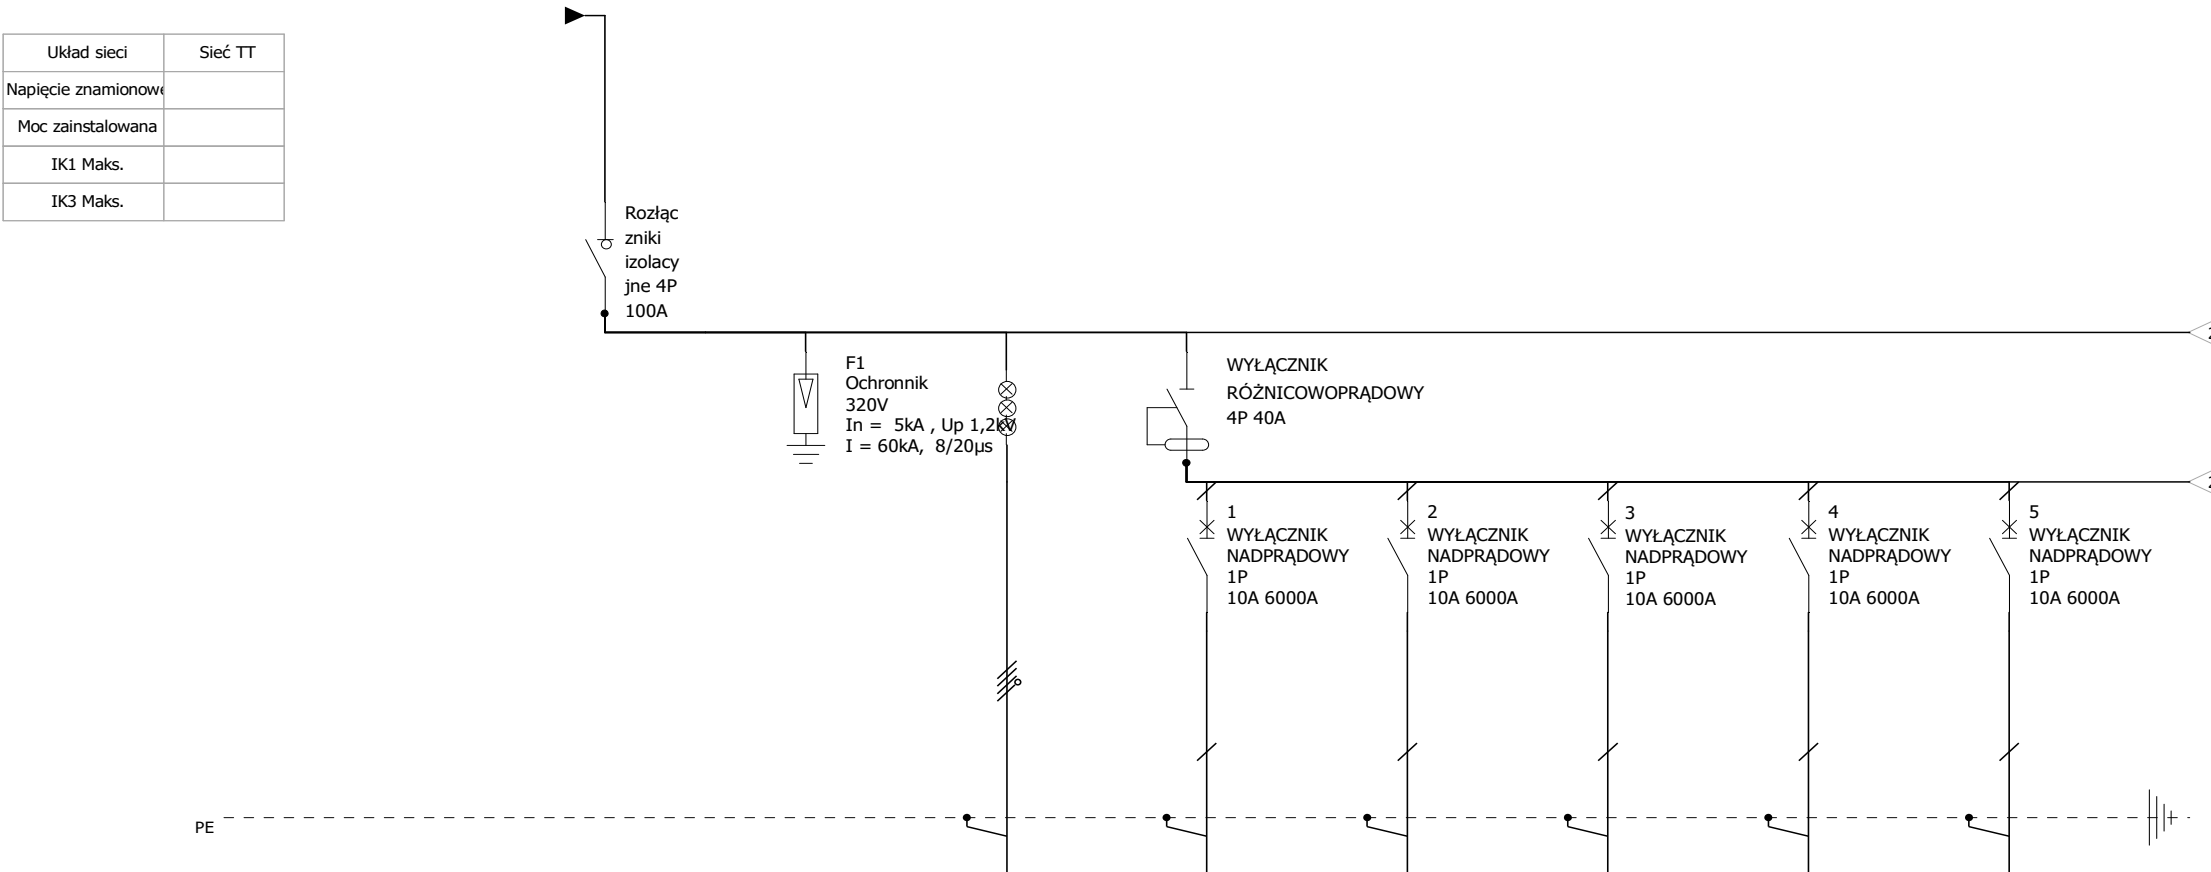 Układ sieci Sieć TT
Napięcie znamionowe
Moc zainstalowana
IK1 Maks.
IK3 Maks.
Rozłąc
zniki
izolacy
jne 4P
100A
F1
Ochronnik
320V
In = 5kA , Up 1,2kV
I = 60kA, 8/20µs
WYŁĄCZNIK
RÓŻNICOWOPRĄDOWY
4P 40A
1
WYŁĄCZNIK
NADPRĄDOWY
1P
10A 6000A
2
WYŁĄCZNIK
NADPRĄDOWY
1P
10A 6000A
3
WYŁĄCZNIK
NADPRĄDOWY
1P
10A 6000A
4
WYŁĄCZNIK
NADPRĄDOWY
1P
10A 6000A
5
WYŁĄCZNIK
NADPRĄDOWY
1P
10A 6000A
PE